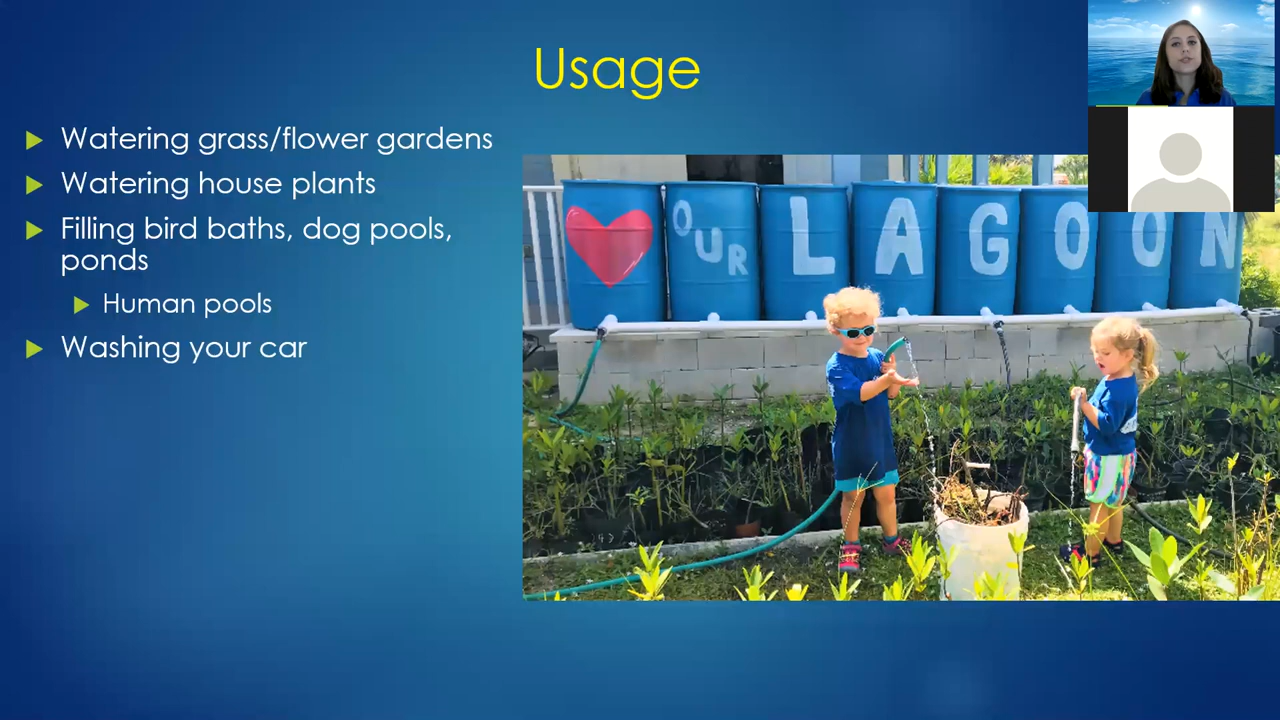 Usage
Watering grass/flower gardens
Watering house plants
Filling bird baths, dog pools,
ponds
Human pools
Washing your car
OUR LAGOON